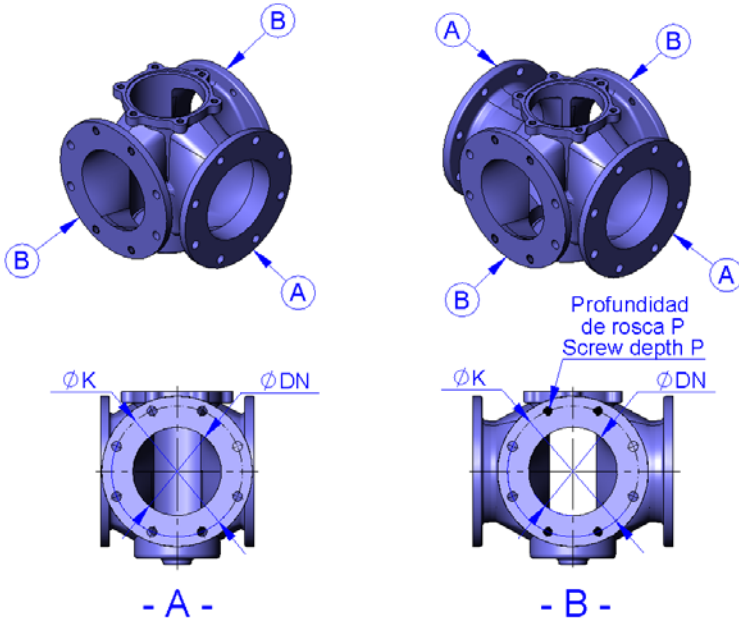 B
A
B
B
A
A
B
Profundidad
de rosca P
Screw depth P
ØK
ØDN
ØK
ØDN
- A -
- B -